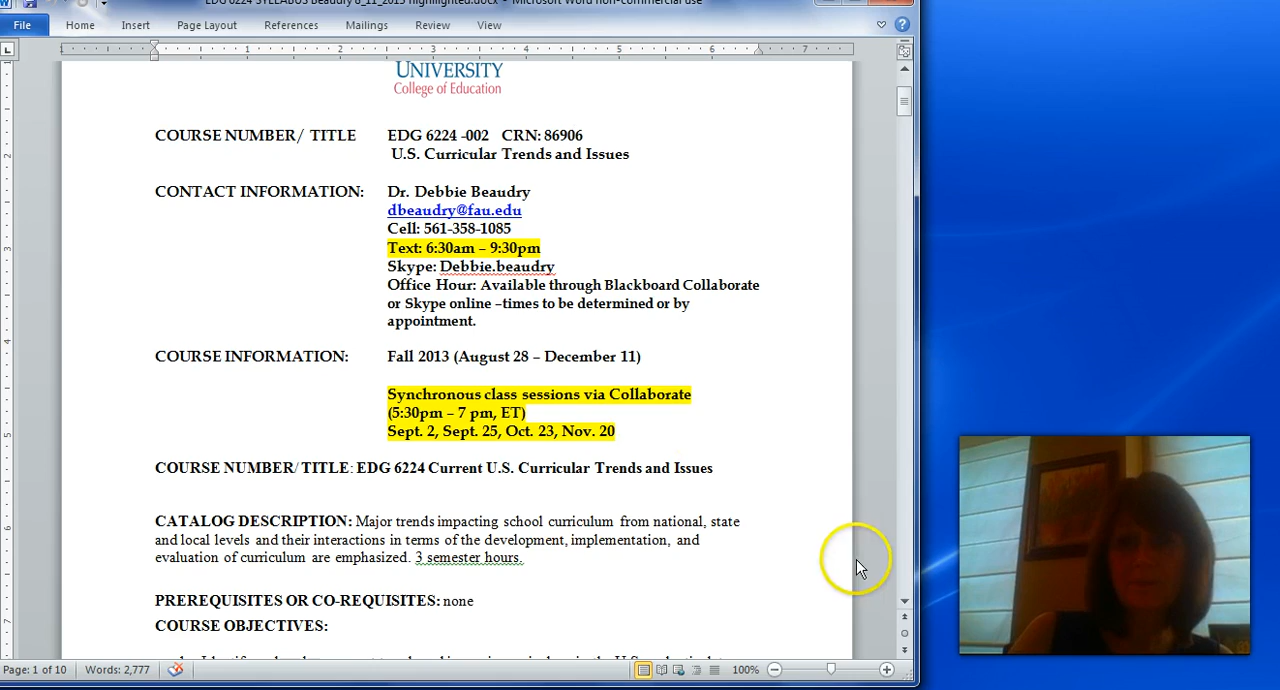 EDG 6224 SYLLABUS Beaudry 8_11_2013 highlighted.docx - Microsoft Word non-commercial use
File Home Insert Page Layout References Mailings Review View
1 1 2 3 4 5 6 7
UNIVERSITY
College of Education
COURSE NUMBER/ TITLE EDG 6224 -002 CRN: 86906
U.S. Curricular Trends and Issues
CONTACT INFORMATION: Dr. Debbie Beaudry
dbeaudry@fau.edu
Cell: 561-358-1085
Text: 6:30am – 9:30pm
Skype: Debbie.beaudry
Office Hour: Available through Blackboard Collaborate
or Skype online –times to be determined or by
appointment.
COURSE INFORMATION: Fall 2013 (August 28 – December 11)
Synchronous class sessions via Collaborate
(5:30pm – 7 pm, ET)
Sept. 2, Sept. 25, Oct. 23, Nov. 20
COURSE NUMBER/TITLE: EDG 6224 Current U.S. Curricular Trends and Issues
CATALOG DESCRIPTION: Major trends impacting school curriculum from national, state
and local levels and their interactions in terms of the development, implementation, and
evaluation of curriculum are emphasized. 3 semester hours.
PREREQUISITES OR CO-REQUISITES: none
COURSE OBJECTIVES:
Page: 1 of 10 Words: 2,777 100%